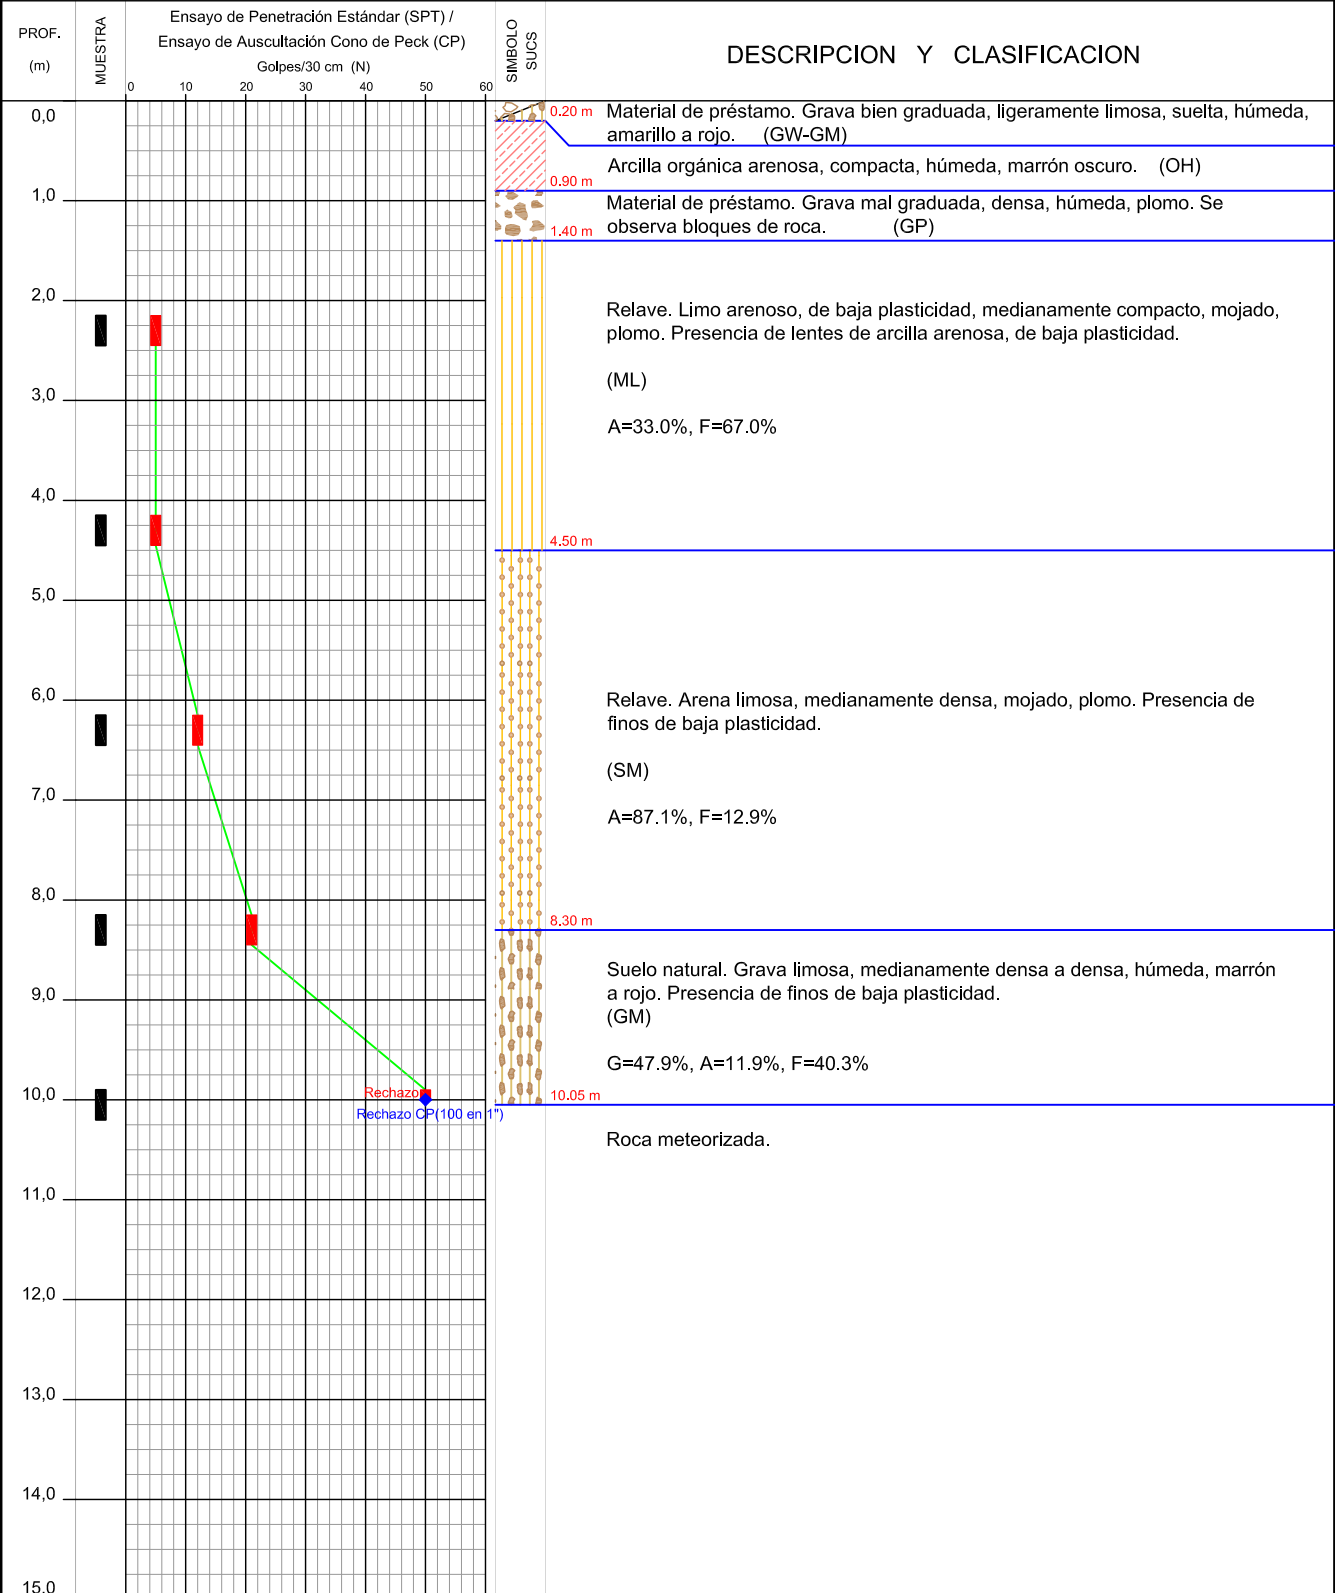 PROF.
(m)
MUESTRA
Ensayo de Penetración Estándar (SPT) /
Ensayo de Auscultación Cono de Peck (CP)
Golpes/30 cm (N)
0 10 20 30 40 50 60
SIMBOLO
SUCS
DESCRIPCION Y CLASIFICACION
0,0
0.20 m
Material de préstamo. Grava bien graduada, ligeramente limosa, suelta, húmeda,
amarillo a rojo. (GW-GM)
Arcilla orgánica arenosa, compacta, húmeda, marrón oscuro. (OH)
0.90 m
1,0
Material de préstamo. Grava mal graduada, densa, húmeda, plomo. Se
observa bloques de roca. (GP)
1.40 m
2,0
Relave. Limo arenoso, de baja plasticidad, medianamente compacto, mojado,
plomo. Presencia de lentes de arcilla arenosa, de baja plasticidad.
(ML)
3,0
A=33.0%, F=67.0%
4,0
4.50 m
5,0
6,0
Relave. Arena limosa, medianamente densa, mojado, plomo. Presencia de
finos de baja plasticidad.
(SM)
7,0
A=87.1%, F=12.9%
8,0
8.30 m
Suelo natural. Grava limosa, medianamente densa a densa, húmeda, marrón
a rojo. Presencia de finos de baja plasticidad.
9,0
(GM)
G=47.9%, A=11.9%, F=40.3%
10,0
Rechazo
10.05 m
Rechazo CP(100 en 1")
Roca meteorizada.
11,0
12,0
13,0
14,0
15,0